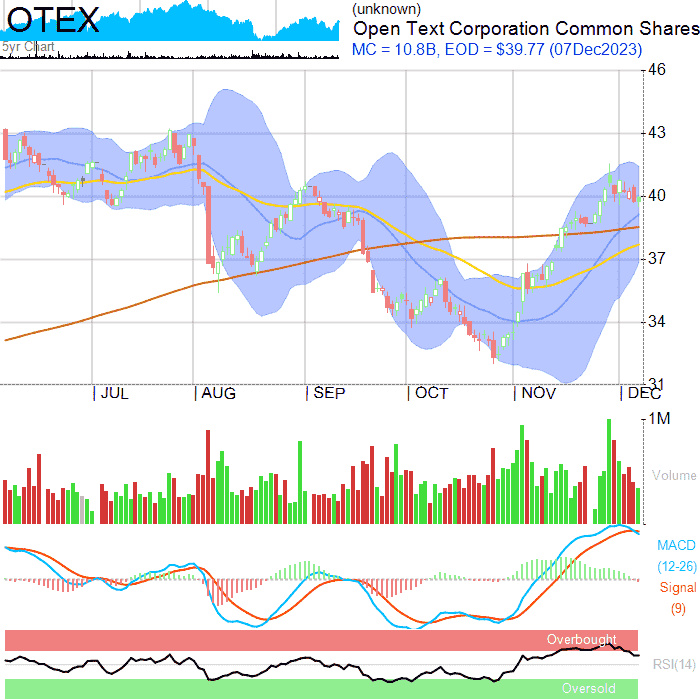 OTEX
(unknown)
Open Text Corporation Common Shares
5yr Chart
MC = 10.8B, EOD = $39.77 (07Dec2023)
46
43
40
37
34
31
JUL AUG SEP OCT NOV DEC
1M
Volume
MACD
(12-26)
Signal
(9)
Overbought
RSI(14)
Oversold